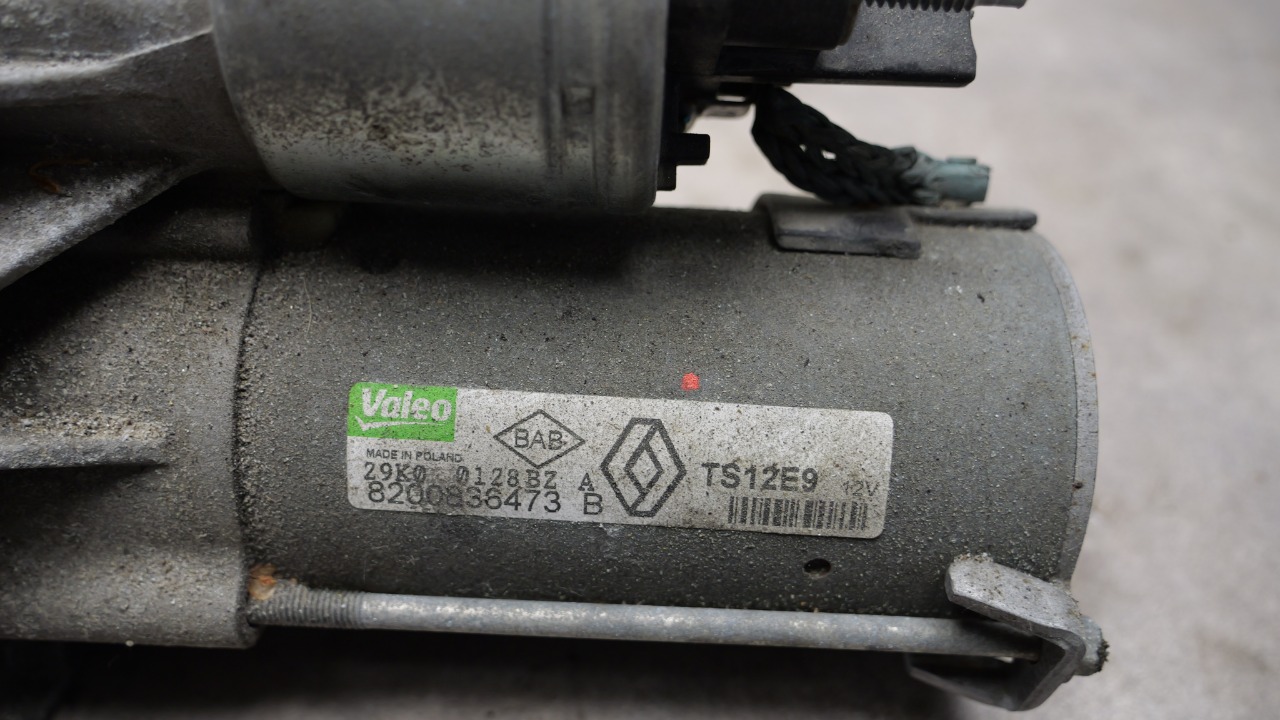 Valeo
BAB
MADE IN POLAND
29K0 0128BZ A
8200836473 B
TS12E9 12V